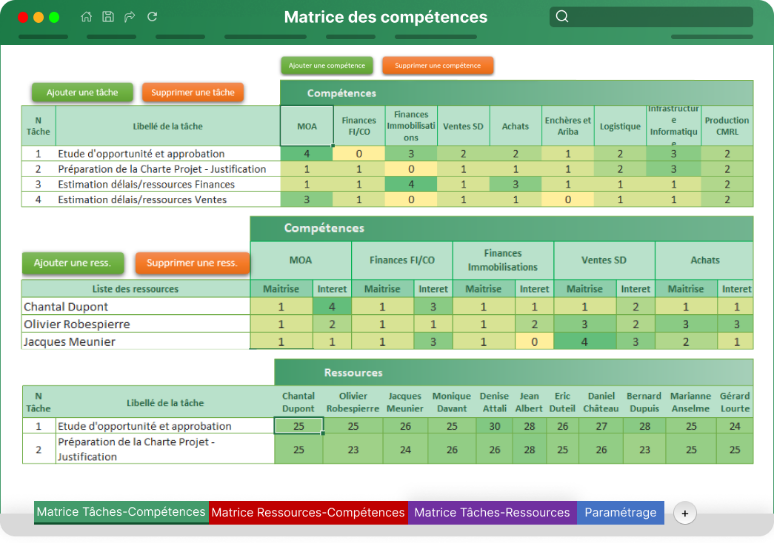 Matrice des compétences
Ajouter une compétence Supprimer une compétence
Ajouter une tâche Supprimer une tâche Compétences
N Tâche Libellé de la tâche MOA Finances FI/CO Finances Immobilisati ons Ventes SD Achats Enchères et Ariba Logistique Infrastructur e Informatiqu e Production CMRL
1 Etude d'opportunité et approbation 4 0 3 2 2 1 2 3 2
2 Préparation de la Charte Projet - Justification 1 1 0 1 1 1 2 3 2
3 Estimation délais/ressources Finances 1 1 4 1 3 1 1 1 2
4 Estimation délais/ressources Ventes 3 1 0 1 1 0 1 1 2
Compétences
Ajouter une ress. Supprimer une ress. MOA Finances FI/CO Finances Immobilisations Ventes SD Achats
Liste des ressources Maitrise Interet Maitrise Interet Maitrise Interet Maitrise Interet Maitrise Interet
Chantal Dupont 1 4 1 3 1 1 1 2 1 1
Olivier Robespierre 1 2 1 1 1 2 3 2 3 3
Jacques Meunier 1 1 1 3 1 0 4 3 2 1
Ressources
N Tâche Libellé de la tâche Chantal Dupont Olivier Robespierre Jacques Meunier Monique Davant Denise Attali Jean Albert Eric Duteil Daniel Château Bernard Dupuis Marianne Anselme Gérard Lourte
1 Etude d'opportunité et approbation 25 25 26 25 30 28 26 27 28 25 24
2 Préparation de la Charte Projet - Justification 25 23 24 26 26 28 25 26 23 25 25
Matrice Tâches-Compétences Matrice Ressources-Compétences Matrice Tâches-Ressources Paramétrage +